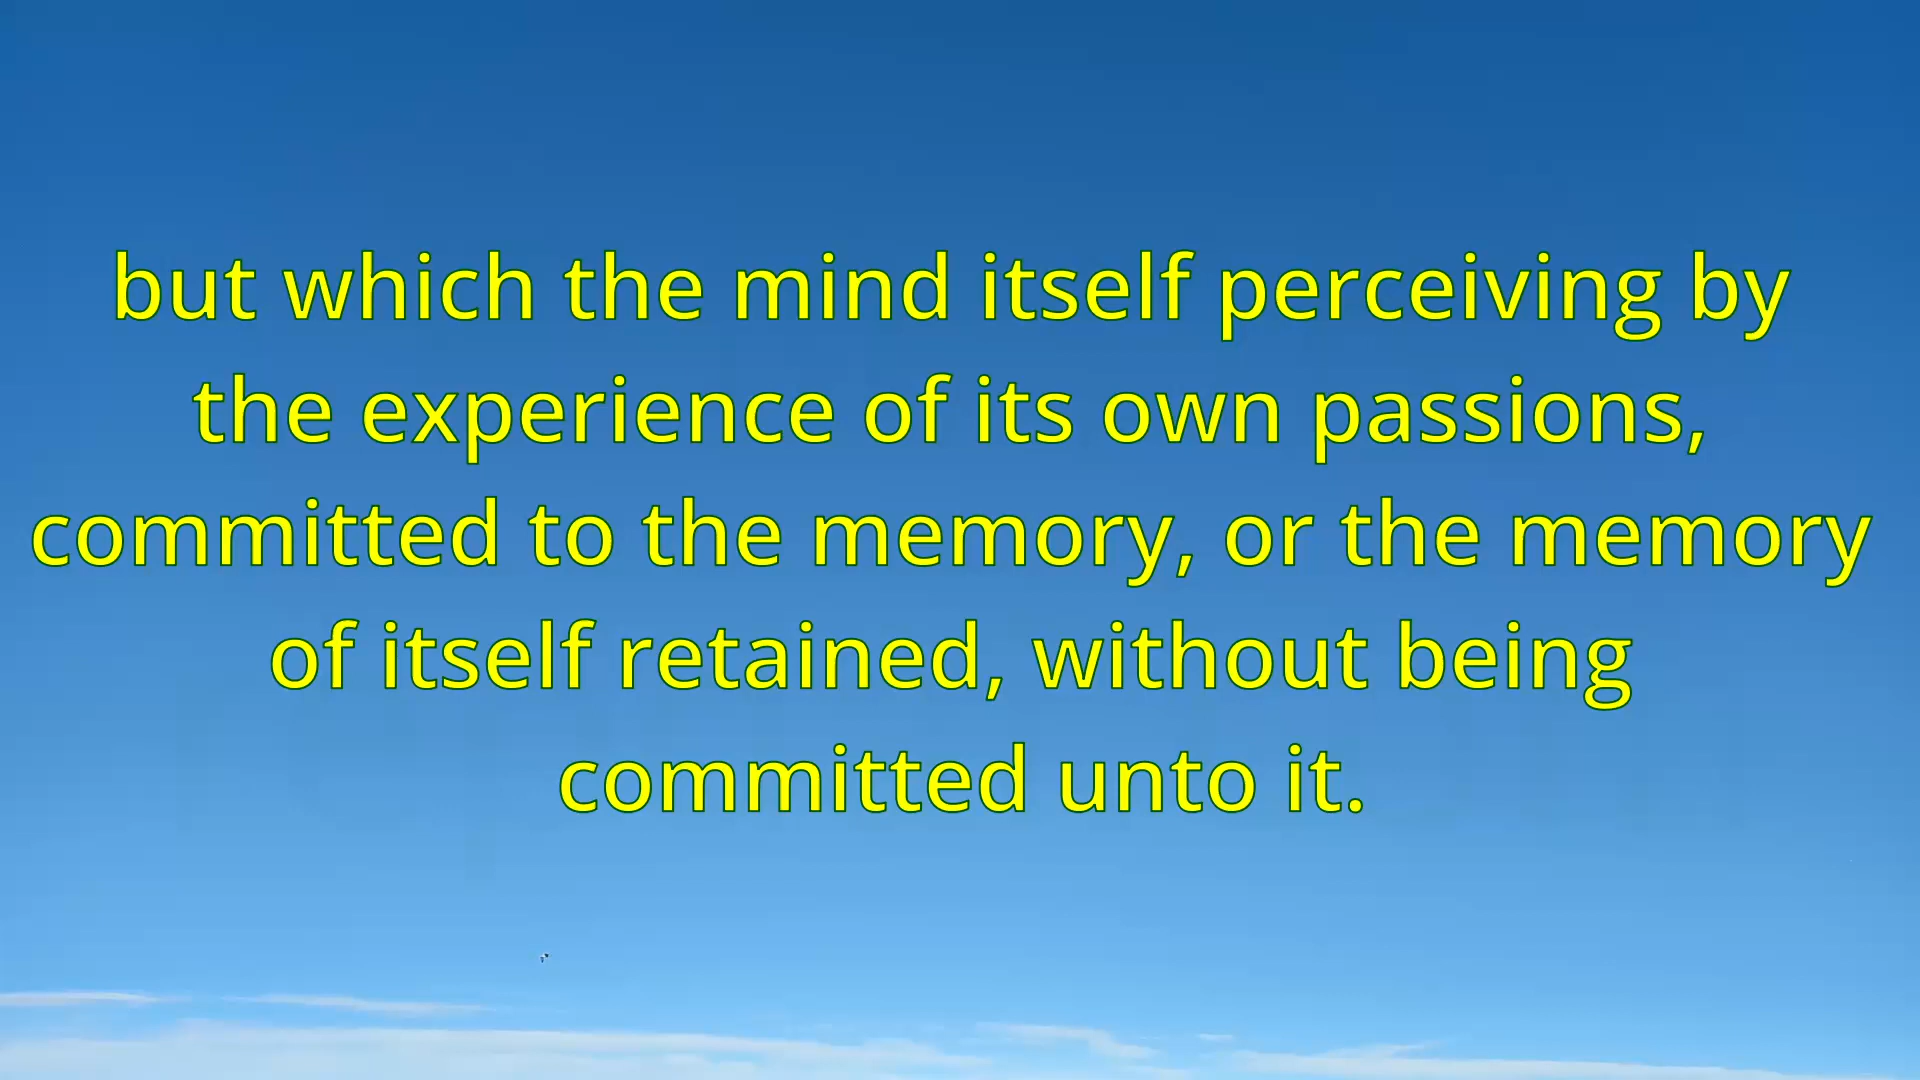 but which the mind itself perceiving by
the experience of its own passions,
committed to the memory, or the memory
of itself retained, without being
committed unto it.